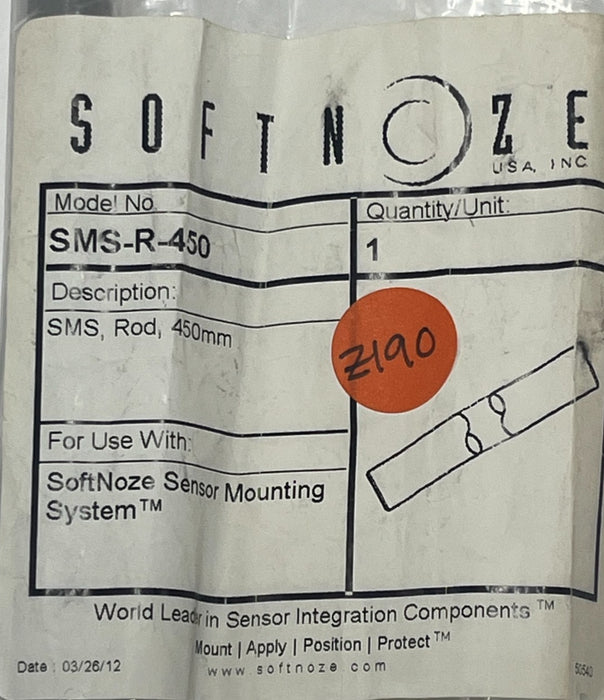 SOFTNOZE
USA, INC
Model No.
SMS-R-450
Quantity/Unit:
1
Description:
SMS, Rod, 450mm
Z190
For Use With:
SoftNoze Sensor Mounting
System™
World Leader in Sensor Integration Components™
Mount | Apply | Position | Protect™
Date : 03/26/12
www.softnoze.com
50540